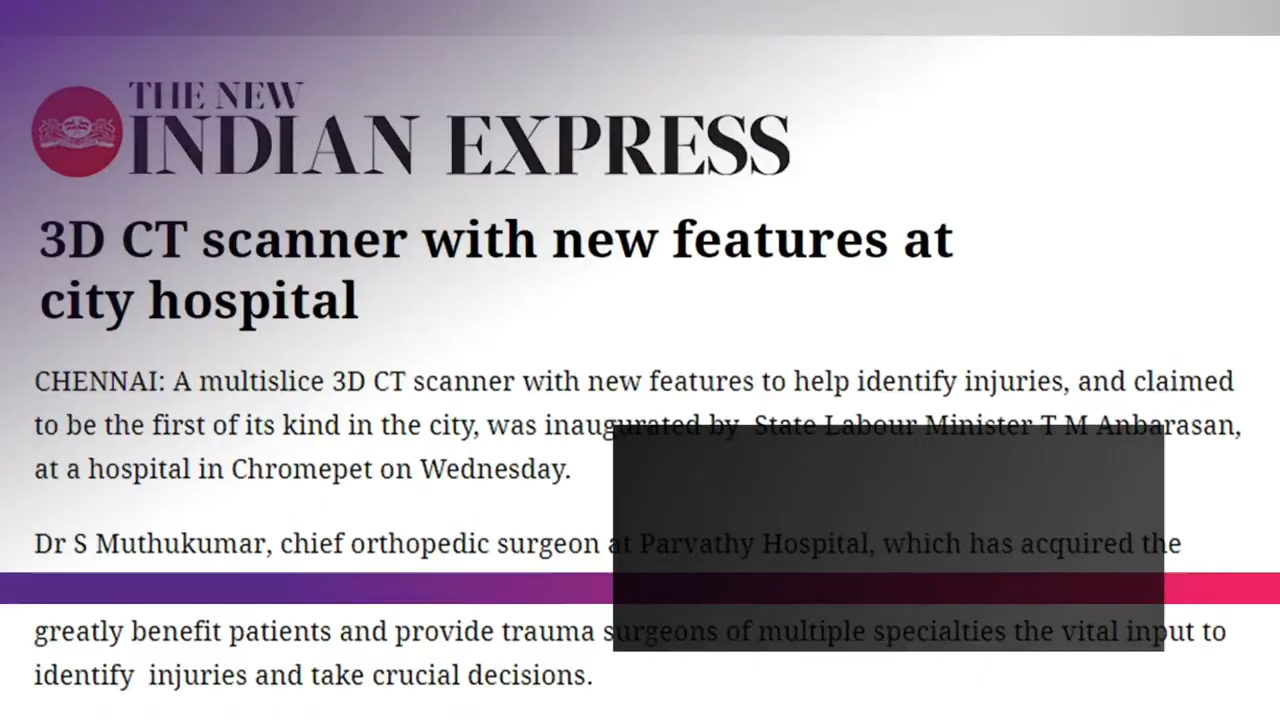 THE NEW
INDIAN EXPRESS
3D CT scanner with new features at
city hospital
CHENNAI: A multislice 3D CT scanner with new features to help identify injuries, and claimed
to be the first of its kind in the city, was inaugurated by State Labour Minister T M Anbarasan,
at a hospital in Chromepet on Wednesday.
Dr S Muthukumar, chief orthopedic surgeon at Parvathy Hospital, which has acquired the
greatly benefit patients and provide trauma surgeons of multiple specialties the vital input to
identify injuries and take crucial decisions.